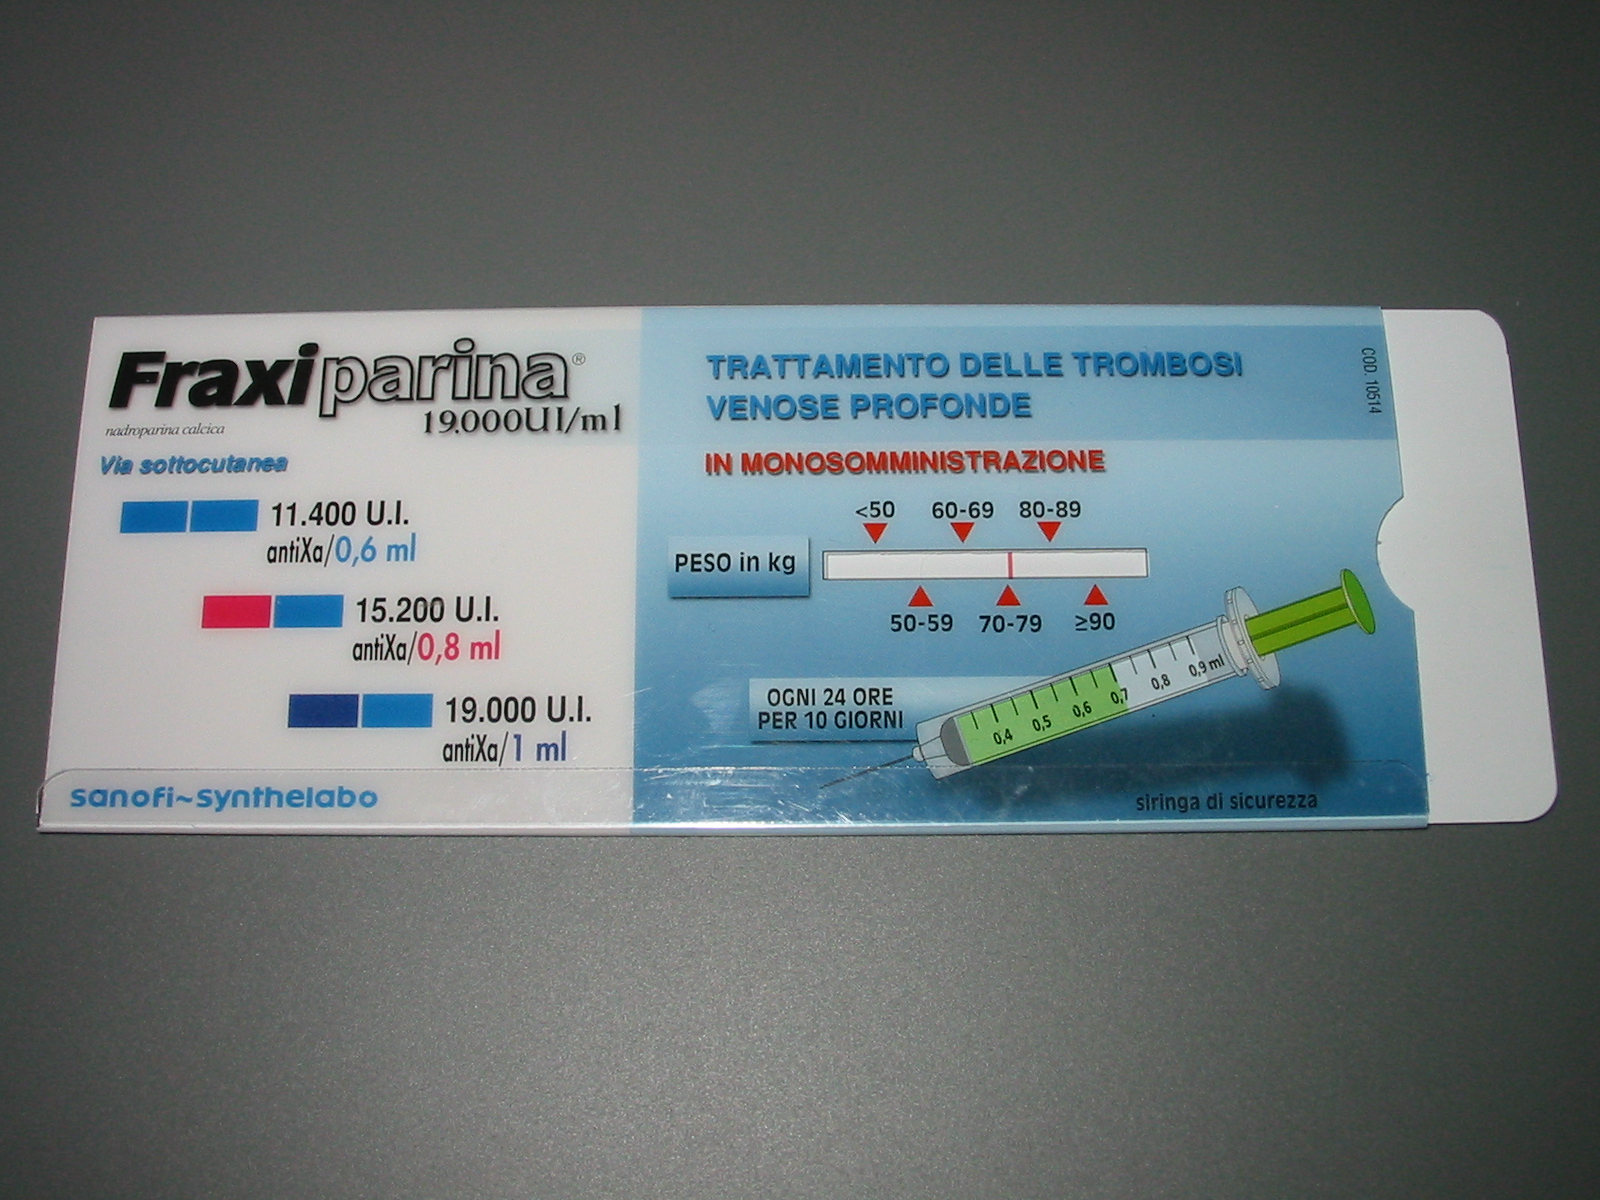 Fraxiparina®
19.000UI/ml
nadroparina calcica
Via sottocutanea
11.400 U.I.
antiXa/0,6 ml
15.200 U.I.
antiXa/0,8 ml
19.000 U.I.
antiXa/1 ml
sanofi~synthelabo
TRATTAMENTO DELLE TROMBOSI
VENOSE PROFONDE
COD. 10514
IN MONOSOMMINISTRAZIONE
<50 60-69 80-89
PESO in kg
50-59 70-79 ≥90
OGNI 24 ORE
PER 10 GIORNI
0,4 0,5 0,6 0,7 0,8 0,9 ml
siringa di sicurezza